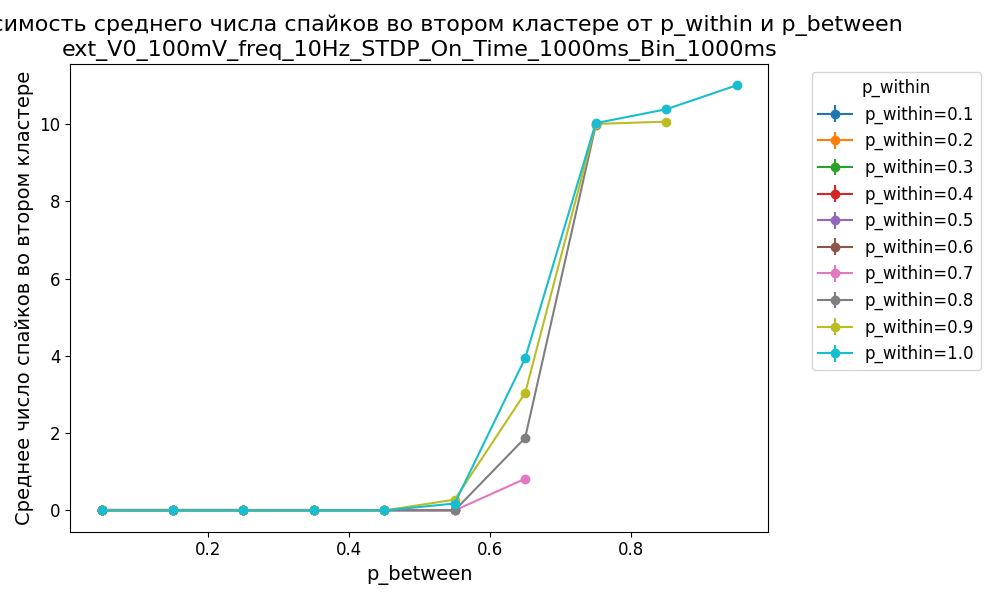 симость среднего числа спайков во втором кластере от p_within и p_between
ext_V0_100mV_freq_10Hz_STDP_On_Time_1000ms_Bin_1000ms
Среднее число спайков во втором кластере
10
8
6
4
2
0
0.2
0.4
0.6
0.8
p_between
p_within
p_within=0.1
p_within=0.2
p_within=0.3
p_within=0.4
p_within=0.5
p_within=0.6
p_within=0.7
p_within=0.8
p_within=0.9
p_within=1.0